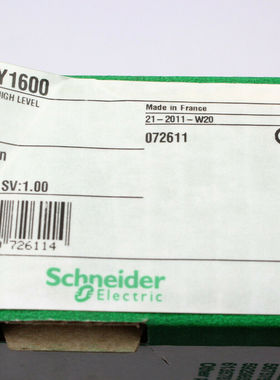 Y1600
HIGH LEVEL
Made in France
21-2011-W20
072611
n
SV:1.00
726114
Schneider
Electric